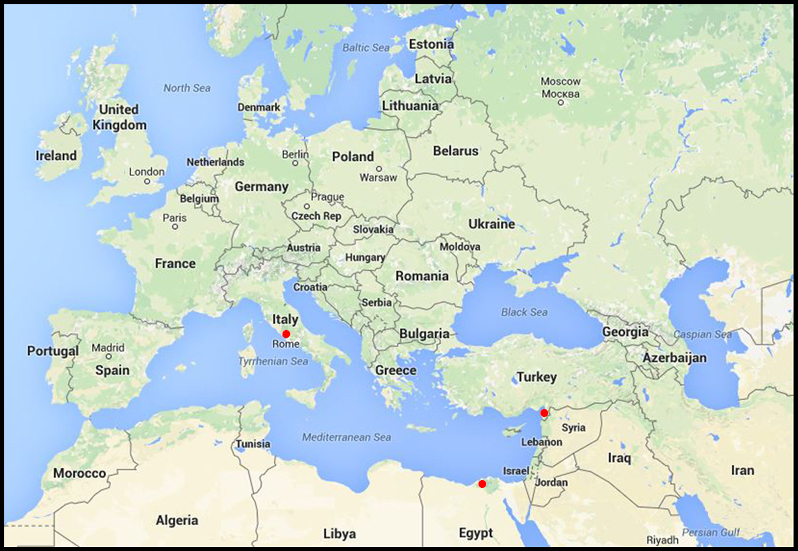 Estonia
Baltic Sea
Latvia
Moscow
Москва
North Sea
Denmark
Lithuania
United
Kingdom
Ireland
Netherlands
Berlin
Poland
Belarus
London
Warsaw
Germany
Belgium
Prague
Paris
Czech Rep
Ukraine
Slovakia
Austria
Moldova
France
Hungary
Romania
Croatia
Serbia
Black Sea
Italy
Bulgaria
Georgia
Caspian Sea
Rome
Portugal
Madrid
Tyrrhenian Sea
Azerbaijan
Spain
Greece
Turkey
Syria
Mediterranean Sea
Tunisia
Lebanon
Iraq
Morocco
Israel
Iran
Jordan
Algeria
Libya
Egypt
Persian Gulf
Riyadh